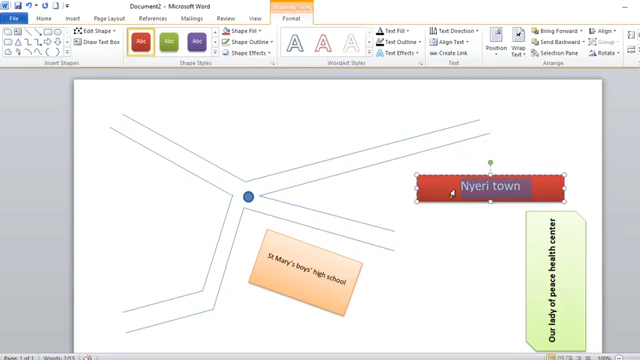 Document2 - Microsoft Word
Drawing Tools
File Home Insert Page Layout References Mailings Review View Format
Edit Shape
Draw Text Box
Insert Shapes
Abc Abc Abc
Shape Fill
Shape Outline
Shape Effects
Shape Styles
A A A
Text Fill
Text Outline
Text Effects
WordArt Styles
Text Direction
Align Text
Create Link
Text
Position
Wrap Text
Bring Forward
Send Backward
Selection Pane
Arrange
Align
Group
Rotate
Nyeri town
St Mary's boys' high school
Our lady of peace health center
Page: 1 of 1
Words: 2/13
100%